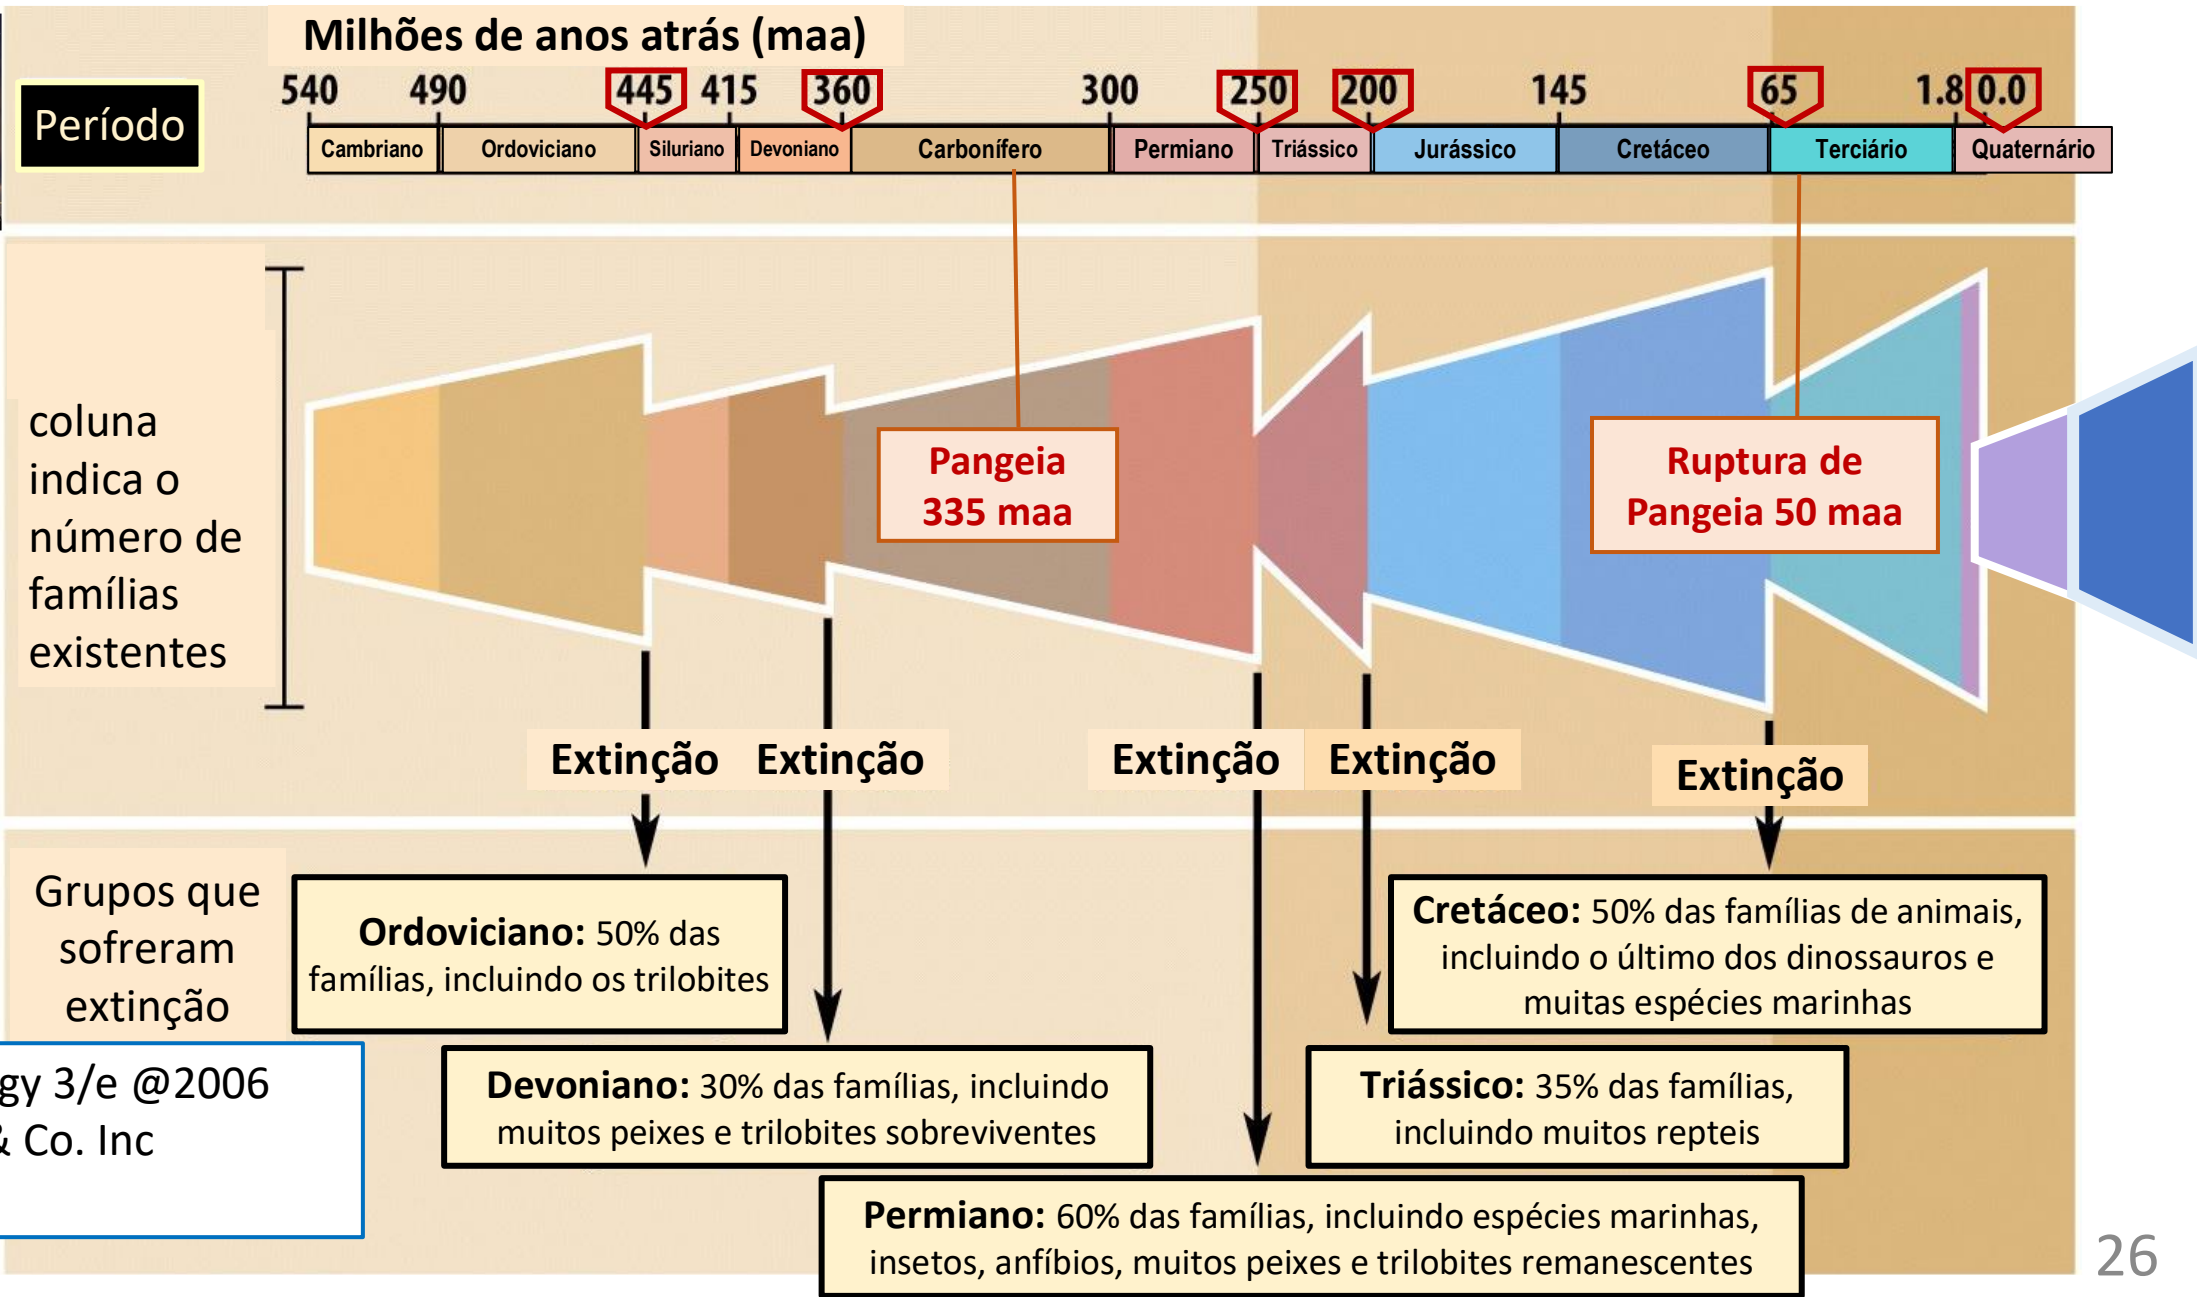 Milhões de anos atrás (maa)
540 490 445 415 360 300 250 200 145 65 1.8 0.0
Período
Cambriano Ordoviciano Siluriano Devoniano Carbonífero Permiano Triássico Jurássico Cretáceo Terciário Quaternário
coluna
indica o
número de
famílias
existentes
Pangeia
335 maa
Ruptura de
Pangeia 50 maa
Extinção Extinção Extinção Extinção Extinção
Grupos que
sofreram
extinção
Ordoviciano: 50% das
famílias, incluindo os trilobites
Cretáceo: 50% das famílias de animais,
incluindo o último dos dinossauros e
muitas espécies marinhas
gy 3/e @2006
& Co. Inc
Devoniano: 30% das famílias, incluindo
muitos peixes e trilobites sobreviventes
Triássico: 35% das famílias,
incluindo muitos repteis
Permiano: 60% das famílias, incluindo espécies marinhas,
insetos, anfíbios, muitos peixes e trilobites remanescentes
26